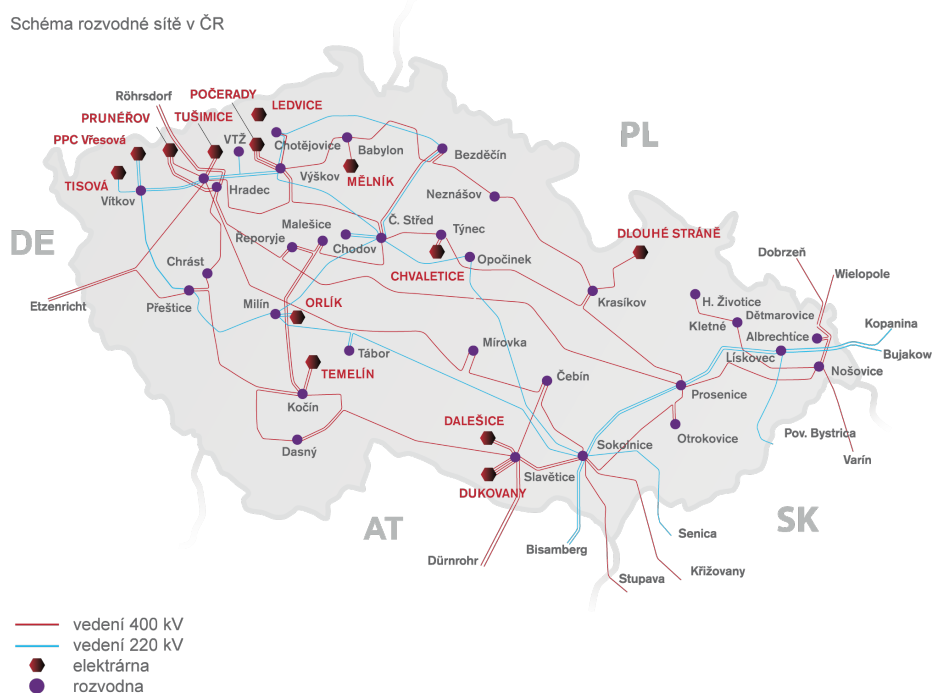 Schéma rozvodné sítě v ČR
Röhrsdorf
POČERADY
LEDVICE
PRUNÉŘOV
TUŠIMICE
PPC Vřesová
VTŽ
Chotějovice
Babylon
Bezděčín
PL
TISOVÁ
Vítkov
Hradec
Výškov
MĚLNÍK
Neznášov
DE
Malešice
Č. Střed
Týnec
DLOUHÉ STRÁNĚ
Řeporyje
Chodov
Opočinek
Dobrzeń
Chrást
CHVALETICE
Wielopole
Etzenricht
Přeštice
Milín
ORLÍK
Krasíkov
H. Životice
Dětmarovice
Kletné
Albrechtice
Kopanina
Tábor
Mírovka
Lískovec
Bujakow
TEMELÍN
Čebín
Prosenice
Nošovice
Kočín
DALEŠICE
Otrokovice
Pov. Bystrica
Dasný
Sokolnice
Varín
Slavětice
DUKOVANY
AT
SK
Senica
Bisamberg
Dürnrohr
Křižovany
Stupava
vedení 400 kV
vedení 220 kV
elektrárna
rozvodna